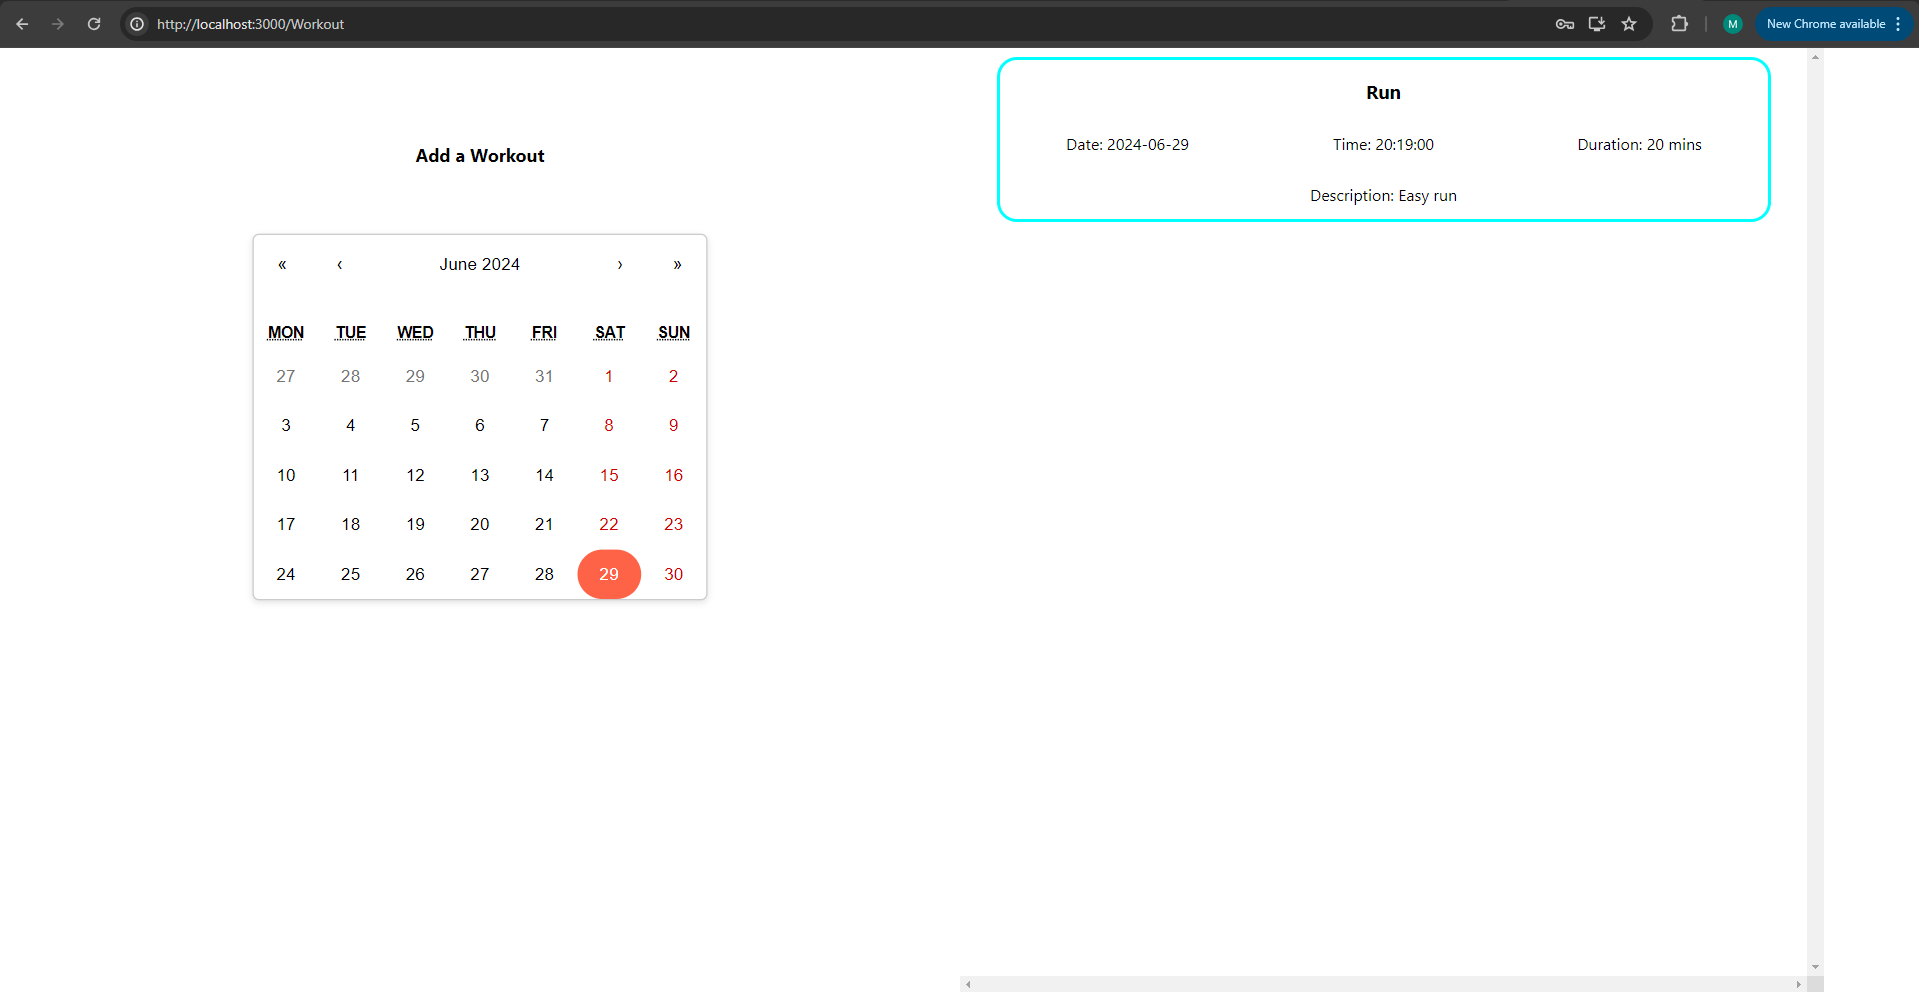 http://localhost:3000/Workout
M
New Chrome available
Add a Workout
« ‹ June 2024 › »
MON TUE WED THU FRI SAT SUN
27 28 29 30 31 1 2
3 4 5 6 7 8 9
10 11 12 13 14 15 16
17 18 19 20 21 22 23
24 25 26 27 28 29 30
Run
Date: 2024-06-29 Time: 20:19:00 Duration: 20 mins
Description: Easy run